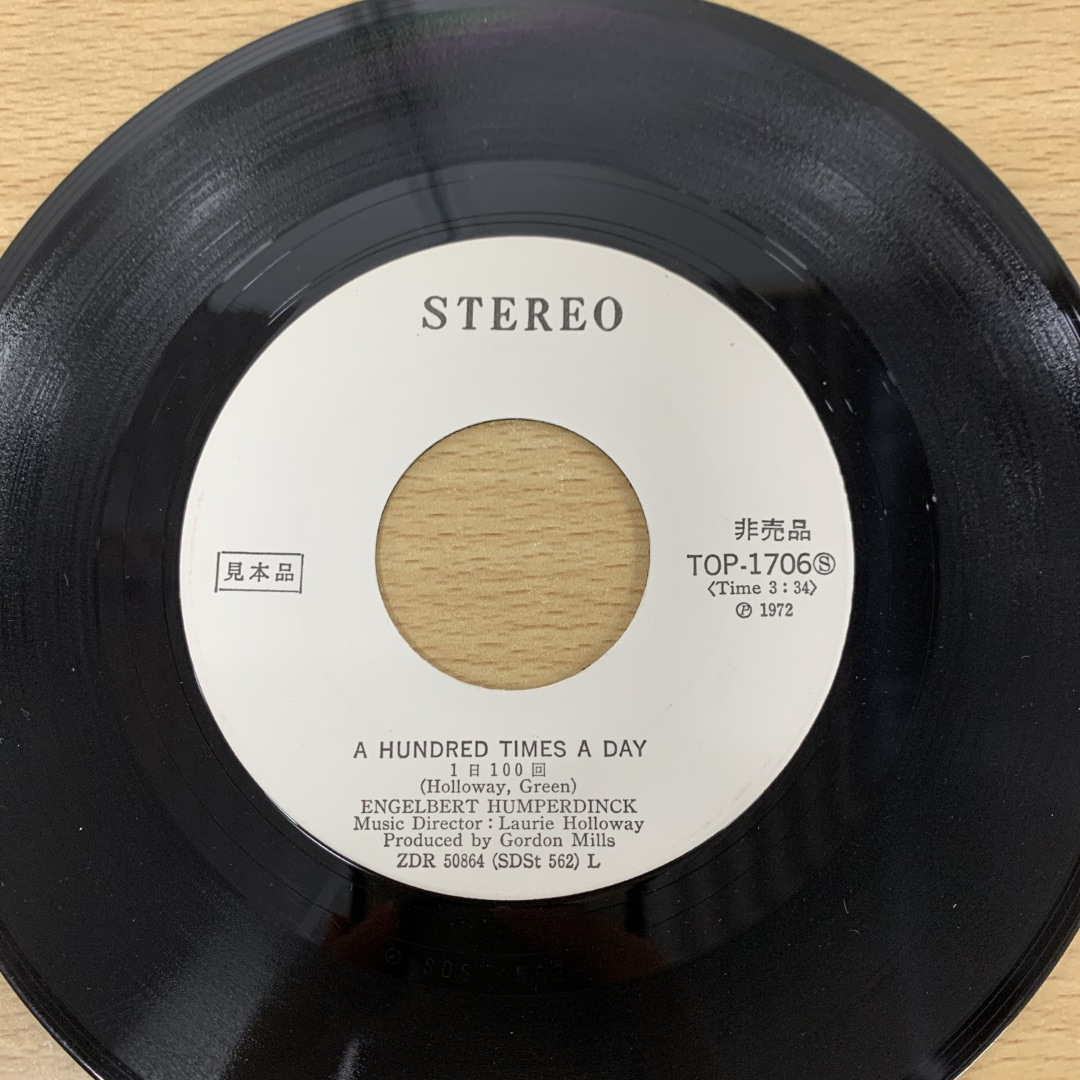 STEREO
見本品
非売品
TOP-1706Ⓢ
〈Time 3:34〉
Ⓟ 1972
A HUNDRED TIMES A DAY
1日100回
(Holloway, Green)
ENGELBERT HUMPERDINCK
Music Director : Laurie Holloway
Produced by Gordon Mills
ZDR 50864 (SDSt 562) L